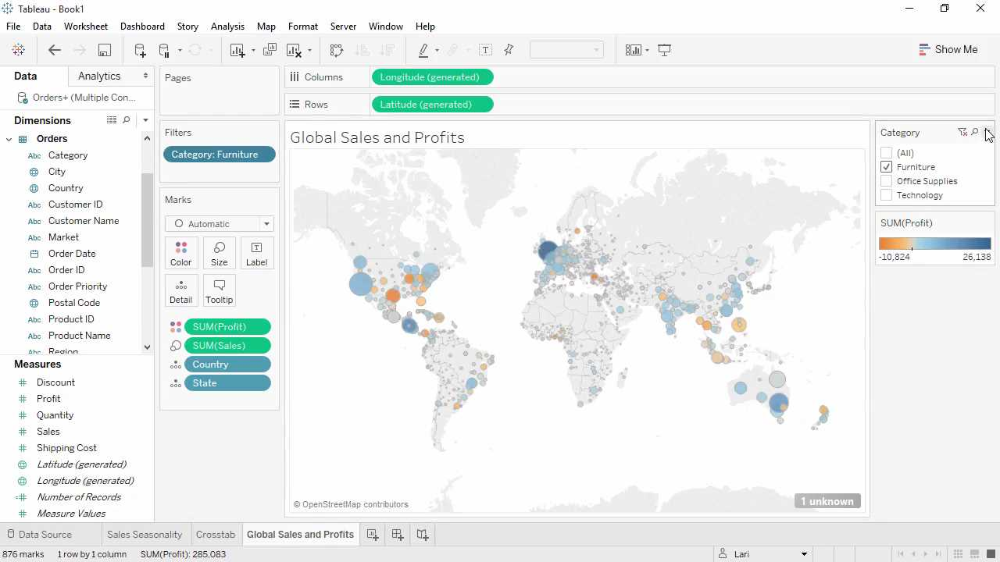 Tableau - Book1
File Data Worksheet Dashboard Story Analysis Map Format Server Window Help
Show Me
Data Analytics
Orders+ (Multiple Con...
Dimensions
Orders
Abc Category
City
Country
Abc Customer ID
Abc Customer Name
Abc Market
Order Date
Abc Order ID
Abc Order Priority
Postal Code
Abc Product ID
Abc Product Name
Abc Region
Measures
Discount
Profit
Quantity
Sales
Shipping Cost
Latitude (generated)
Longitude (generated)
Number of Records
Measure Values
Pages
Filters
Category: Furniture
Marks
Automatic
Color Size Label
Detail Tooltip
SUM(Profit)
SUM(Sales)
Country
State
Columns Longitude (generated)
Rows Latitude (generated)
Global Sales and Profits
© OpenStreetMap contributors
1 unknown
Category
(All)
Furniture
Office Supplies
Technology
SUM(Profit)
-10,824 26,138
Data Source Sales Seasonality Crosstab Global Sales and Profits
876 marks 1 row by 1 column SUM(Profit): 285,083 Lari